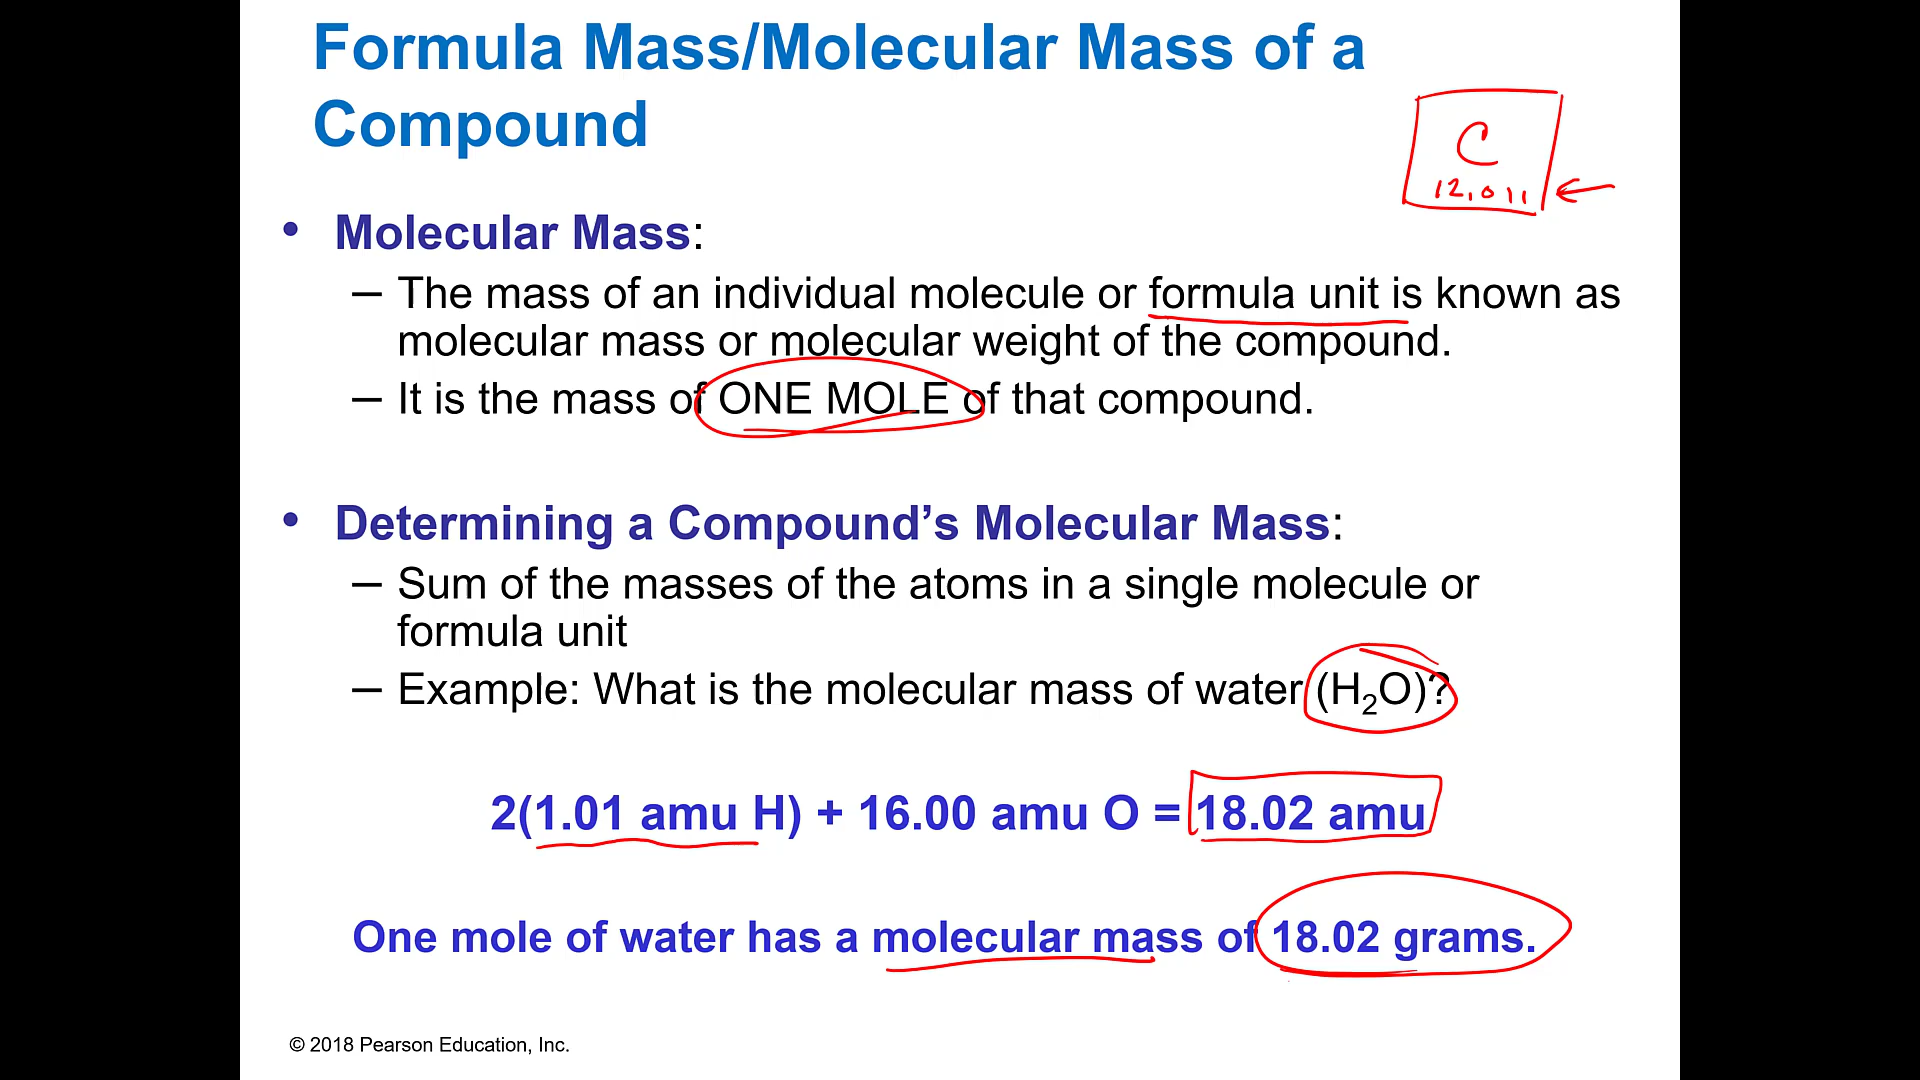 Formula Mass/Molecular Mass of a
Compound
C
12.011
• Molecular Mass:
– The mass of an individual molecule or formula unit is known as
molecular mass or molecular weight of the compound.
– It is the mass of ONE MOLE of that compound.
• Determining a Compound’s Molecular Mass:
– Sum of the masses of the atoms in a single molecule or
formula unit
– Example: What is the molecular mass of water (H₂O)?
2(1.01 amu H) + 16.00 amu O = 18.02 amu
One mole of water has a molecular mass of 18.02 grams.
© 2018 Pearson Education, Inc.